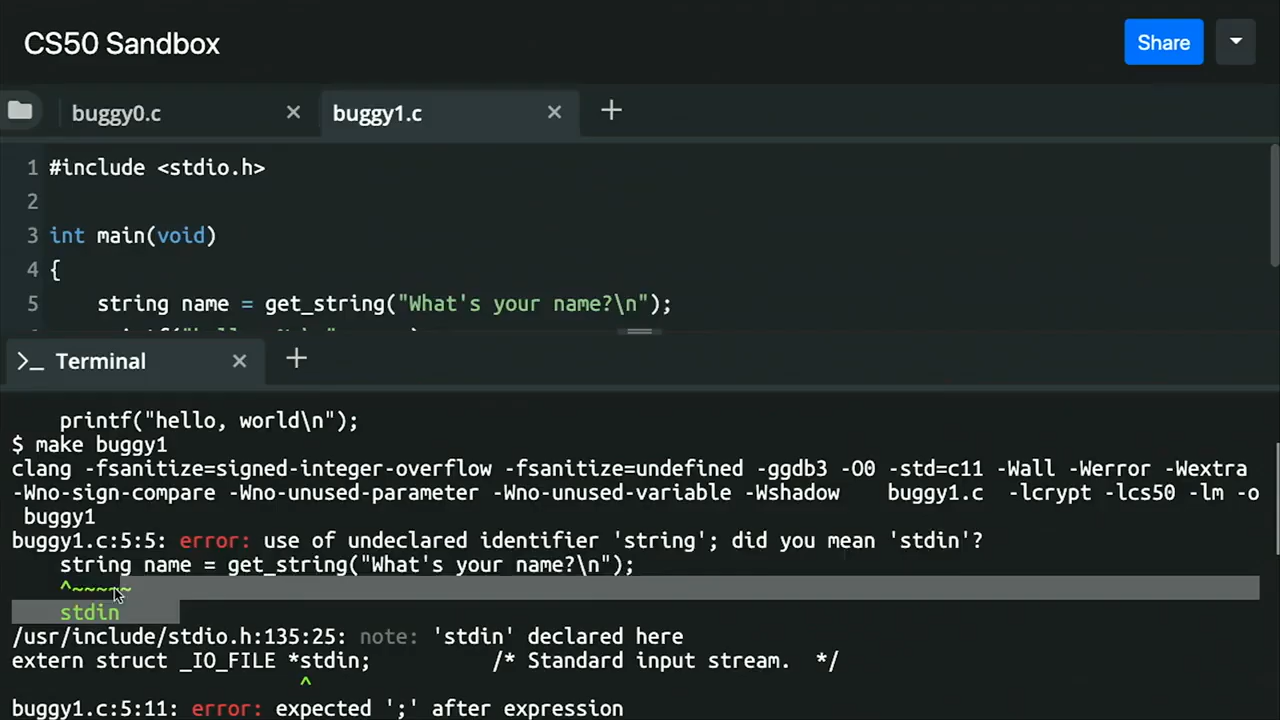 CS50 Sandbox
Share
buggy0.c
buggy1.c
1 #include <stdio.h>
2
3 int main(void)
4 {
5     string name = get_string("What's your name?\n");
>_ Terminal
    printf("hello, world\n");
$ make buggy1
clang -fsanitize=signed-integer-overflow -fsanitize=undefined -ggdb3 -O0 -std=c11 -Wall -Werror -Wextra
-Wno-sign-compare -Wno-unused-parameter -Wno-unused-variable -Wshadow    buggy1.c  -lcrypt -lcs50 -lm -o
 buggy1
buggy1.c:5:5: error: use of undeclared identifier 'string'; did you mean 'stdin'?
    string name = get_string("What's your name?\n");
    ^~~~~~
    stdin
/usr/include/stdio.h:135:25: note: 'stdin' declared here
extern struct _IO_FILE *stdin;          /* Standard input stream.  */
                        ^
buggy1.c:5:11: error: expected ';' after expression